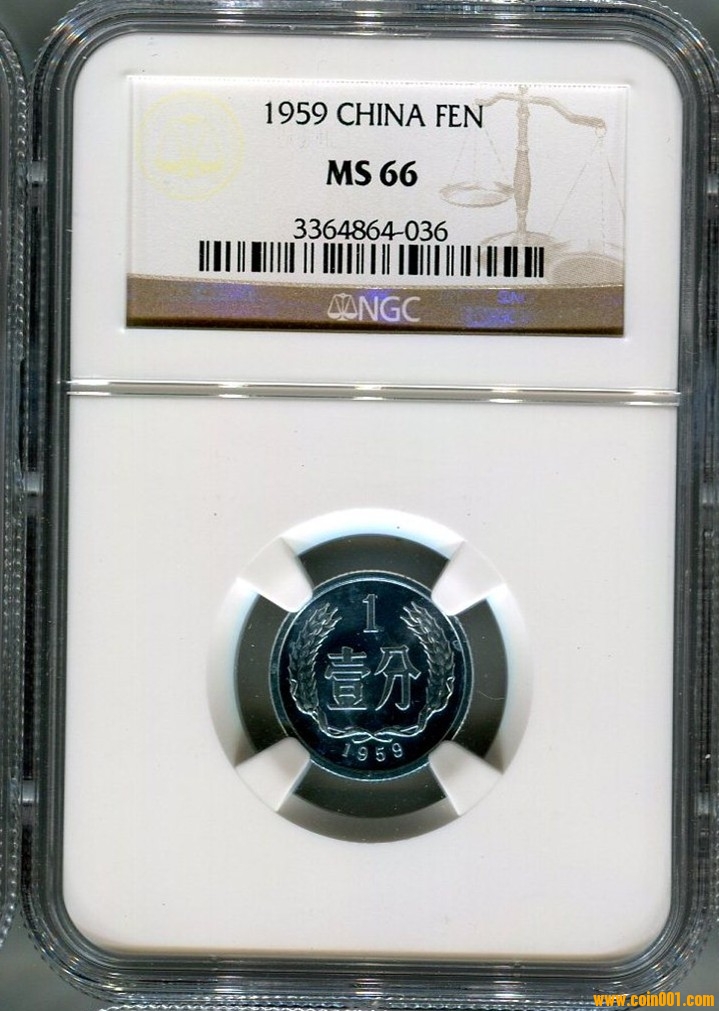 1959 CHINA FEN
MS 66
3364864-036
NGC
1
壹分
1959
www.coin001.com